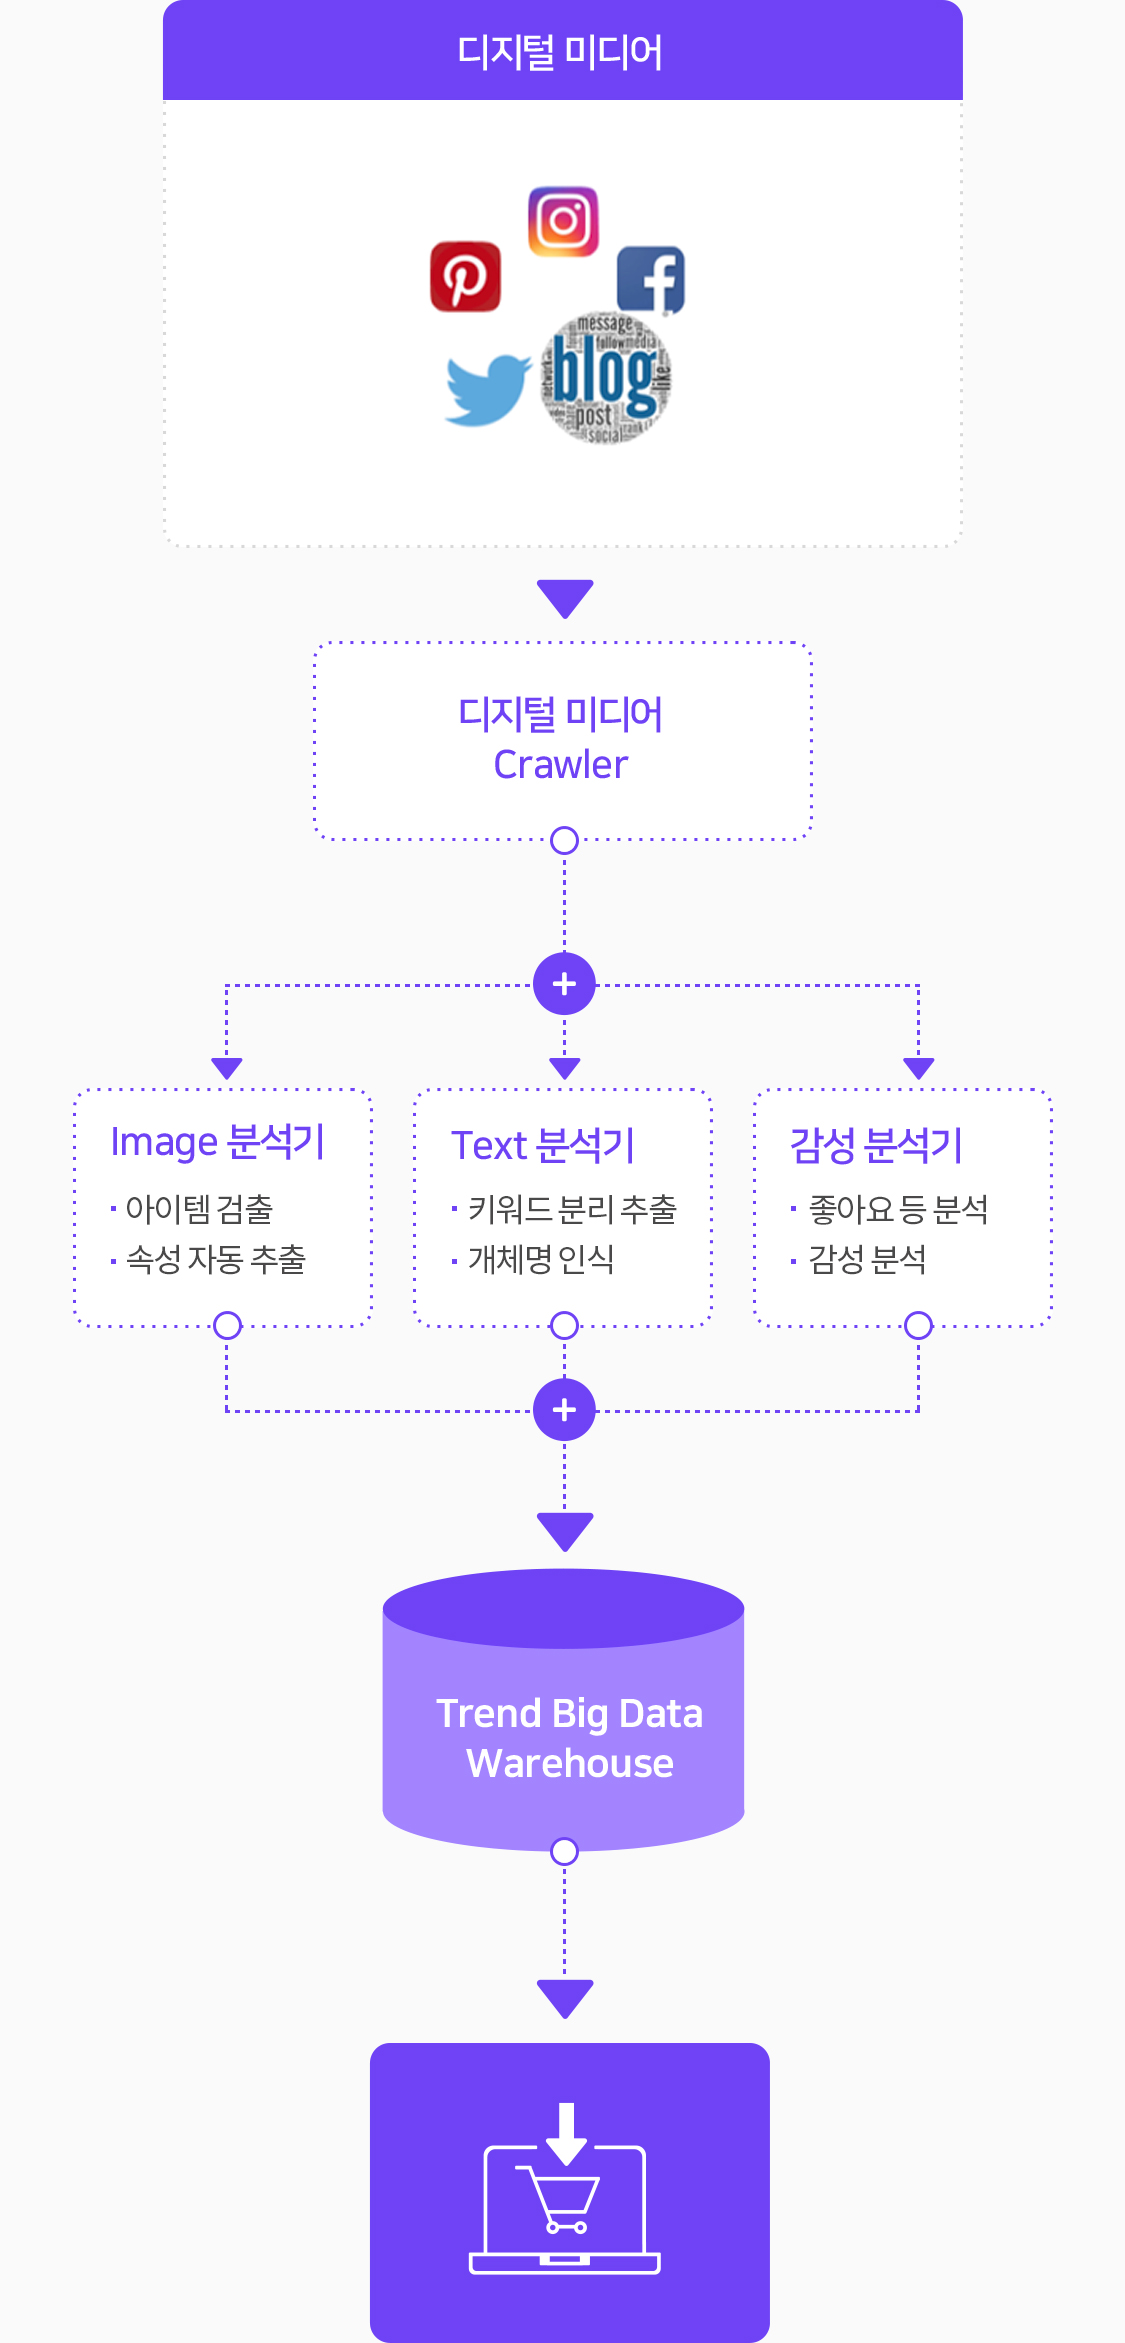 디지털 미디어
message
follow media
network
blog
like
post
rank
social
디지털 미디어
Crawler
Image 분석기
· 아이템 검출
· 속성 자동 추출
Text 분석기
· 키워드 분리 추출
· 개체명 인식
감성 분석기
· 좋아요 등 분석
· 감성 분석
Trend Big Data
Warehouse